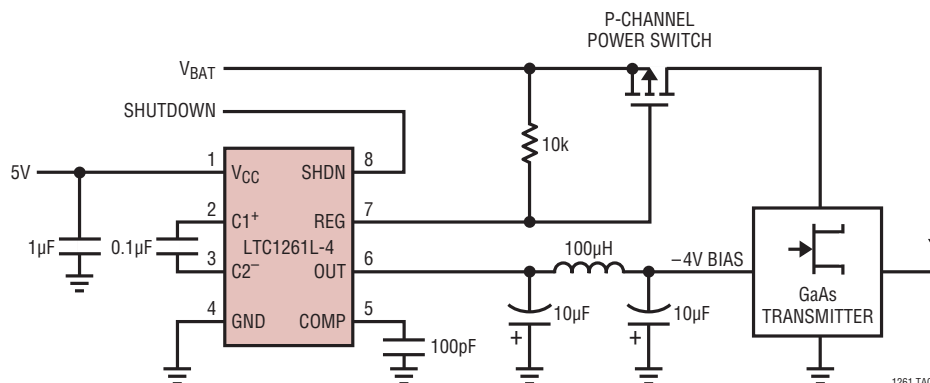 P-CHANNEL
POWER SWITCH
VBAT
SHUTDOWN
10k
5V
1
VCC
SHDN
8
2
C1+
REG
7
1µF
0.1µF
LTC1261L-4
100µH
3
C2–
OUT
6
–4V BIAS
4
GND
COMP
5
10µF
+
10µF
+
GaAs
TRANSMITTER
100pF